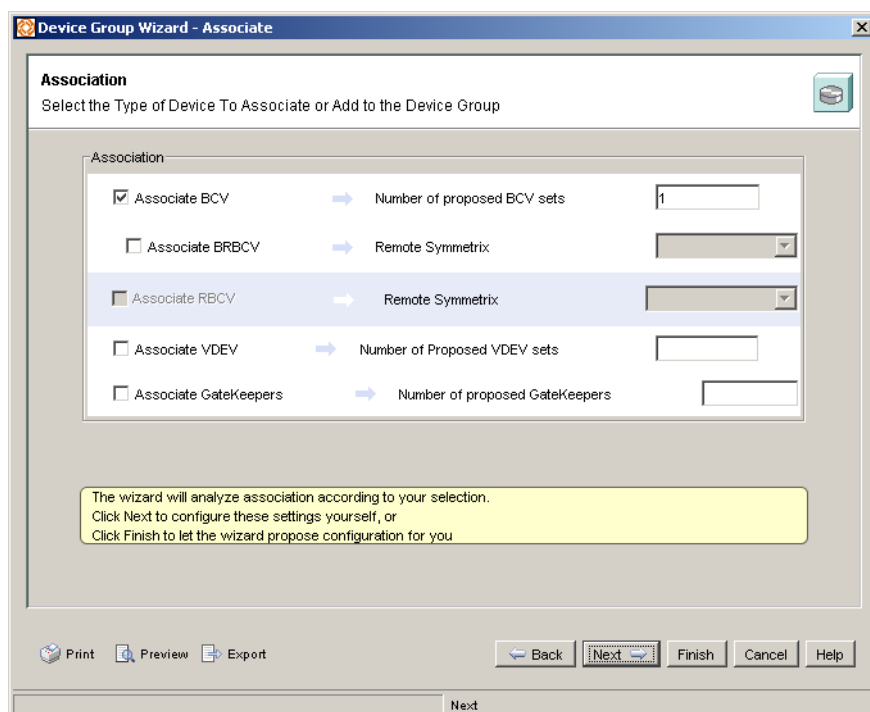 Device Group Wizard - Associate
Association
Select the Type of Device To Associate or Add to the Device Group
Association
Associate BCV Number of proposed BCV sets 1
Associate BRBCV Remote Symmetrix
Associate RBCV Remote Symmetrix
Associate VDEV Number of Proposed VDEV sets
Associate GateKeepers Number of proposed GateKeepers
The wizard will analyze association according to your selection.
Click Next to configure these settings yourself, or
Click Finish to let the wizard propose configuration for you
Print Preview Export Back Next Finish Cancel Help
Next